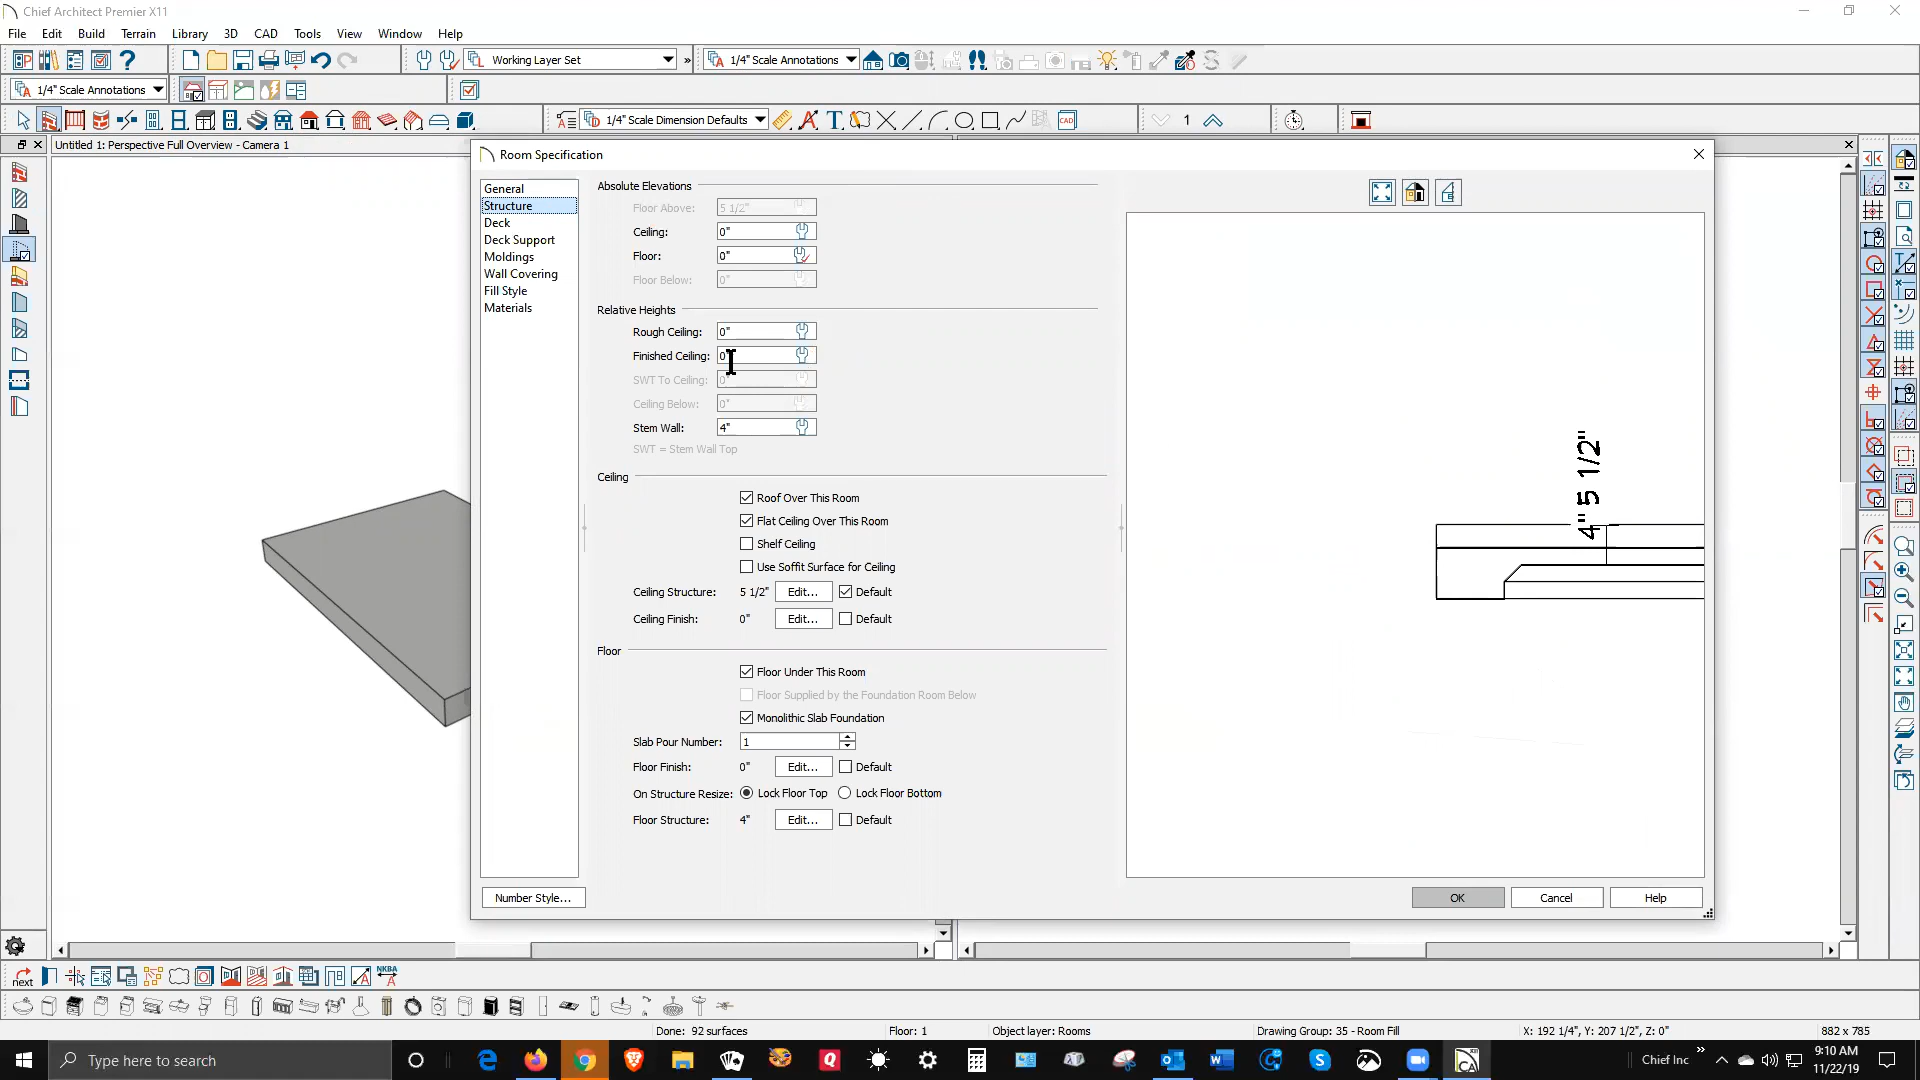 Chief Architect Premier X11
File Edit Build Terrain Library 3D CAD Tools View Window Help
Working Layer Set » 1/4" Scale Annotations
1/4" Scale Annotations
1/4" Scale Dimension Defaults T CAD 1
Untitled 1: Perspective Full Overview - Camera 1
Room Specification
General
Structure
Deck
Deck Support
Moldings
Wall Covering
Fill Style
Materials
Absolute Elevations
Floor Above: 5 1/2"
Ceiling: 0"
Floor: 0"
Floor Below: 0"
Relative Heights
Rough Ceiling: 0"
Finished Ceiling: 0"
SWT To Ceiling: 0"
Ceiling Below: 0"
Stem Wall: 4"
SWT = Stem Wall Top
Ceiling
Roof Over This Room
Flat Ceiling Over This Room
Shelf Ceiling
Use Soffit Surface for Ceiling
Ceiling Structure: 5 1/2" Edit... Default
Ceiling Finish: 0" Edit... Default
Floor
Floor Under This Room
Floor Supplied by the Foundation Room Below
Monolithic Slab Foundation
Slab Pour Number: 1
Floor Finish: 0" Edit... Default
On Structure Resize: Lock Floor Top Lock Floor Bottom
Floor Structure: 4" Edit... Default
4" 5 1/2"
Number Style... OK Cancel Help
next NKBA
Done: 92 surfaces Floor: 1 Object layer: Rooms Drawing Group: 35 - Room Fill X: 192 1/4", Y: 207 1/2", Z: 0" 882 x 785
Type here to search Chief Inc » 9:10 AM
11/22/19